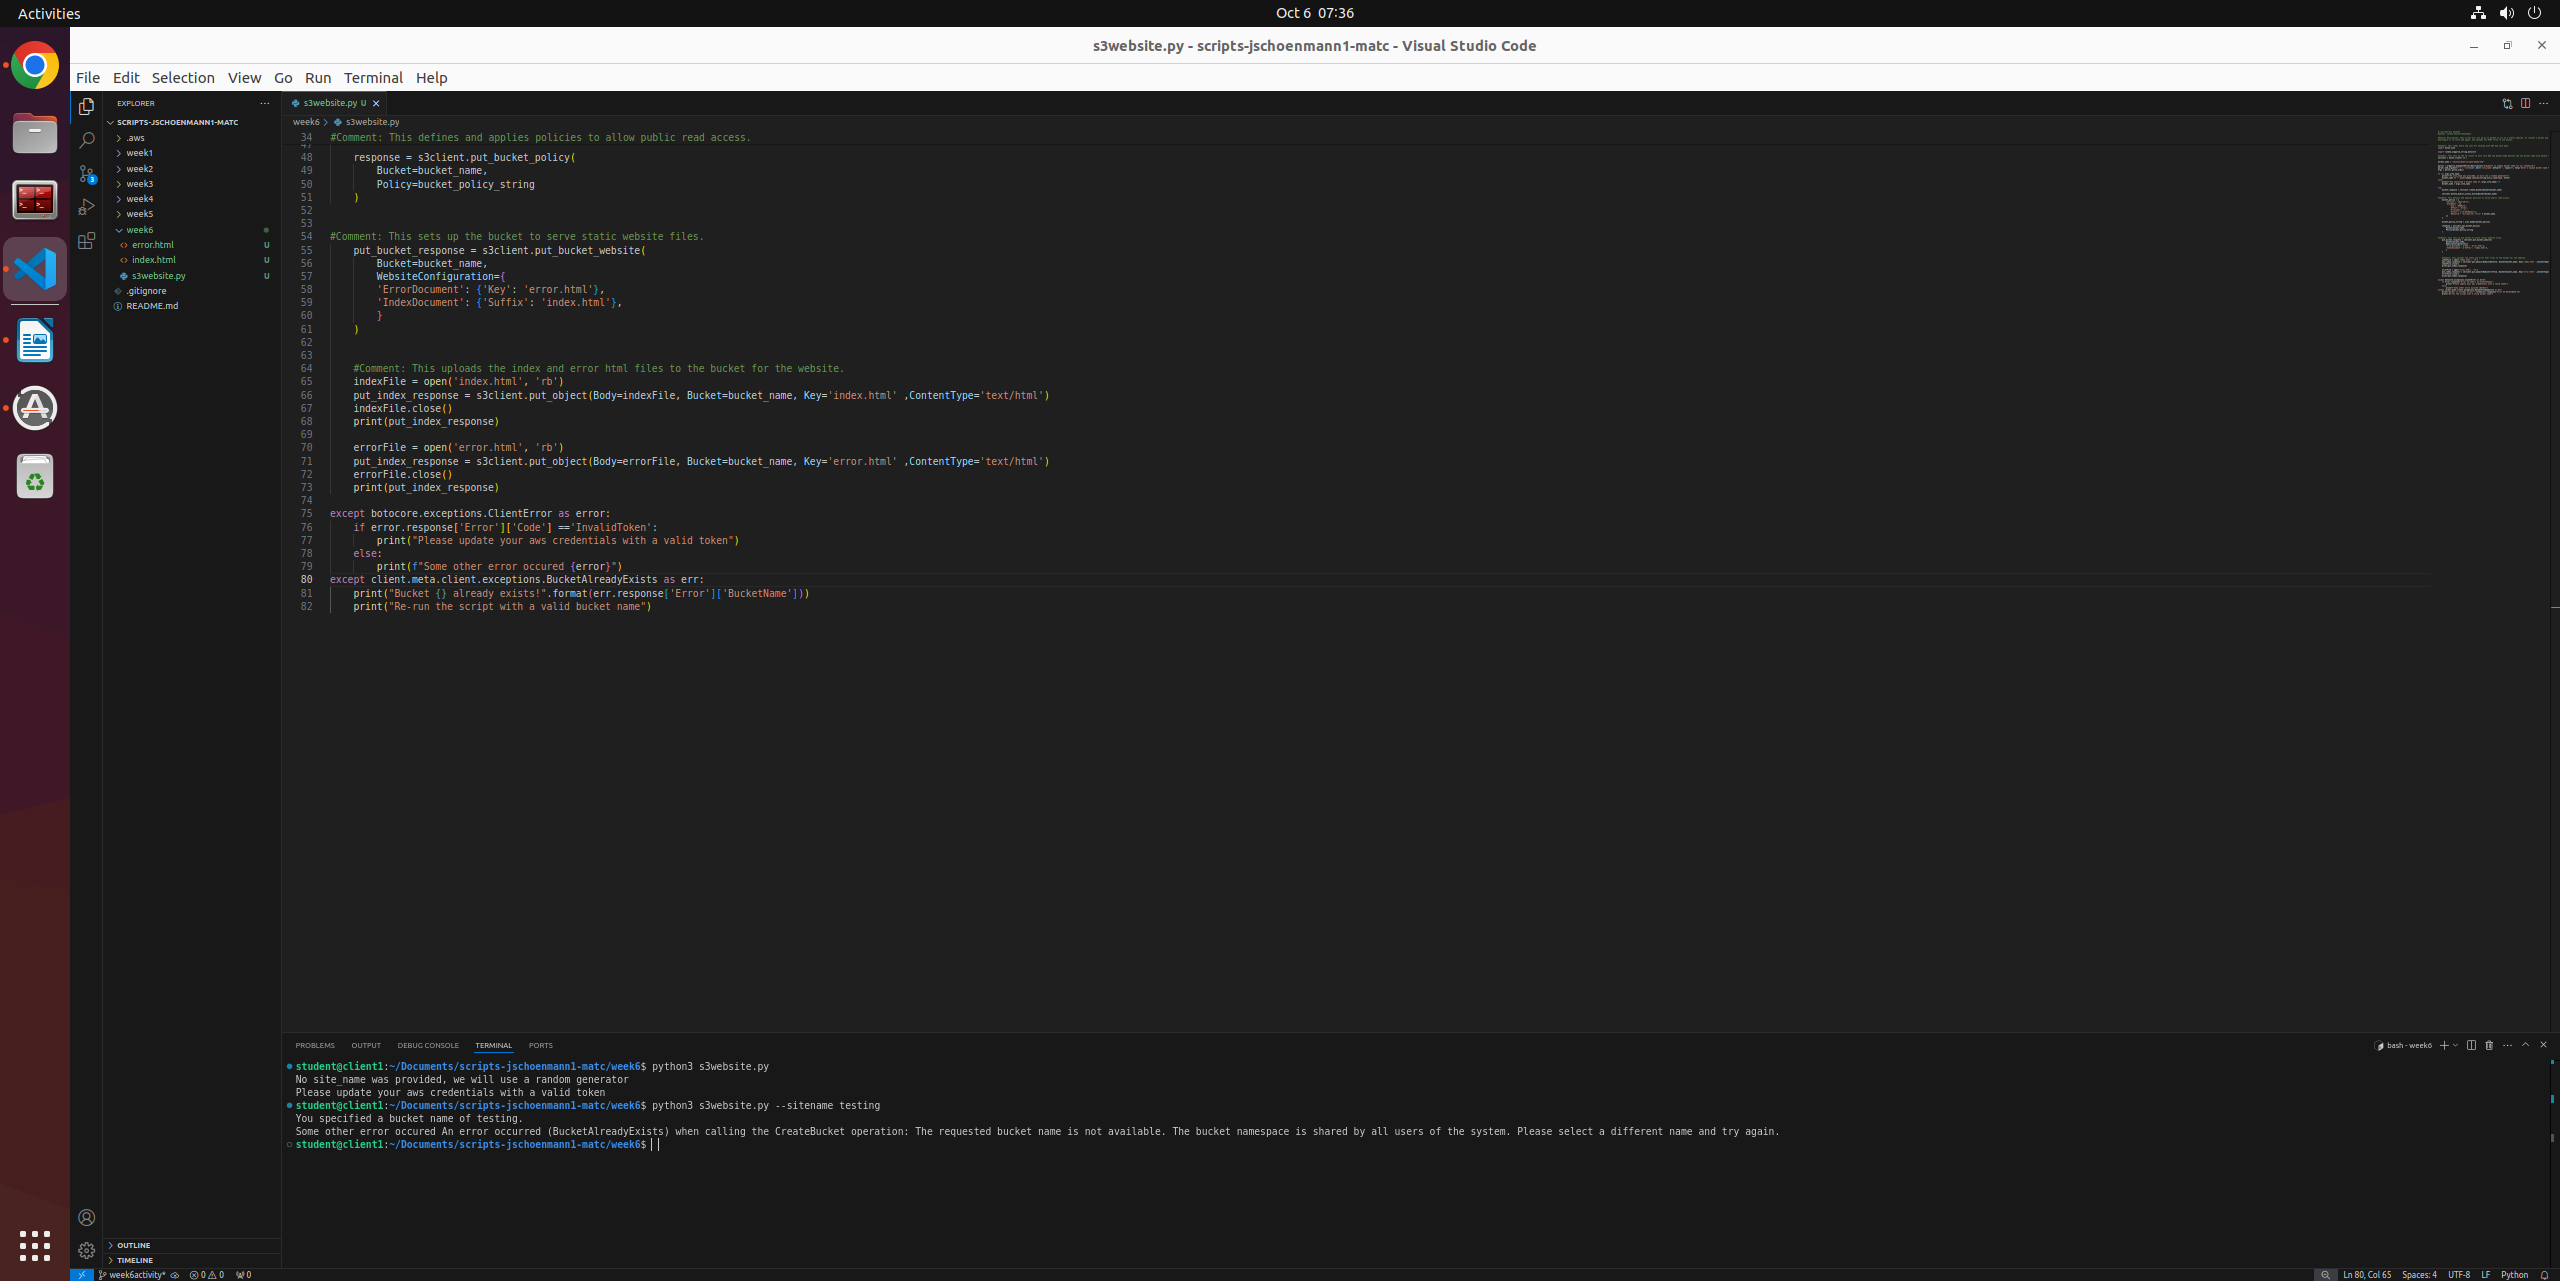 Activities
Oct 6 07:36
s3website.py - scripts-jschoenmann1-matc - Visual Studio Code
File Edit Selection View Go Run Terminal Help
EXPLORER
SCRIPTS-JSCHOENMANN1-MATC
.aws
week1
week2
week3
week4
week5
week6
error.html U
index.html U
s3website.py U
.gitignore
README.md
OUTLINE
TIMELINE
3
s3website.py U
week6 > s3website.py
34 #Comment: This defines and applies policies to allow public read access.
47
48 response = s3client.put_bucket_policy(
49 Bucket=bucket_name,
50 Policy=bucket_policy_string
51 )
52
53
54 #Comment: This sets up the bucket to serve static website files.
55 put_bucket_response = s3client.put_bucket_website(
56 Bucket=bucket_name,
57 WebsiteConfiguration={
58 'ErrorDocument': {'Key': 'error.html'},
59 'IndexDocument': {'Suffix': 'index.html'},
60 }
61 )
62
63
64 #Comment: This uploads the index and error html files to the bucket for the website.
65 indexFile = open('index.html', 'rb')
66 put_index_response = s3client.put_object(Body=indexFile, Bucket=bucket_name, Key='index.html' ,ContentType='text/html')
67 indexFile.close()
68 print(put_index_response)
69
70 errorFile = open('error.html', 'rb')
71 put_index_response = s3client.put_object(Body=errorFile, Bucket=bucket_name, Key='error.html' ,ContentType='text/html')
72 errorFile.close()
73 print(put_index_response)
74
75 except botocore.exceptions.ClientError as error:
76 if error.response['Error']['Code'] =='InvalidToken':
77 print("Please update your aws credentials with a valid token")
78 else:
79 print(f"Some other error occured {error}")
80 except client.meta.client.exceptions.BucketAlreadyExists as err:
81 print("Bucket {} already exists!".format(err.response['Error']['BucketName']))
82 print("Re-run the script with a valid bucket name")
PROBLEMS OUTPUT DEBUG CONSOLE TERMINAL PORTS
bash - week6
student@client1:~/Documents/scripts-jschoenmann1-matc/week6$ python3 s3website.py
No site_name was provided, we will use a random generator
Please update your aws credentials with a valid token
student@client1:~/Documents/scripts-jschoenmann1-matc/week6$ python3 s3website.py --sitename testing
You specified a bucket name of testing.
Some other error occured An error occurred (BucketAlreadyExists) when calling the CreateBucket operation: The requested bucket name is not available. The bucket namespace is shared by all users of the system. Please select a different name and try again.
student@client1:~/Documents/scripts-jschoenmann1-matc/week6$
week6activity* 0 0 0
Ln 80, Col 65 Spaces: 4 UTF-8 LF Python